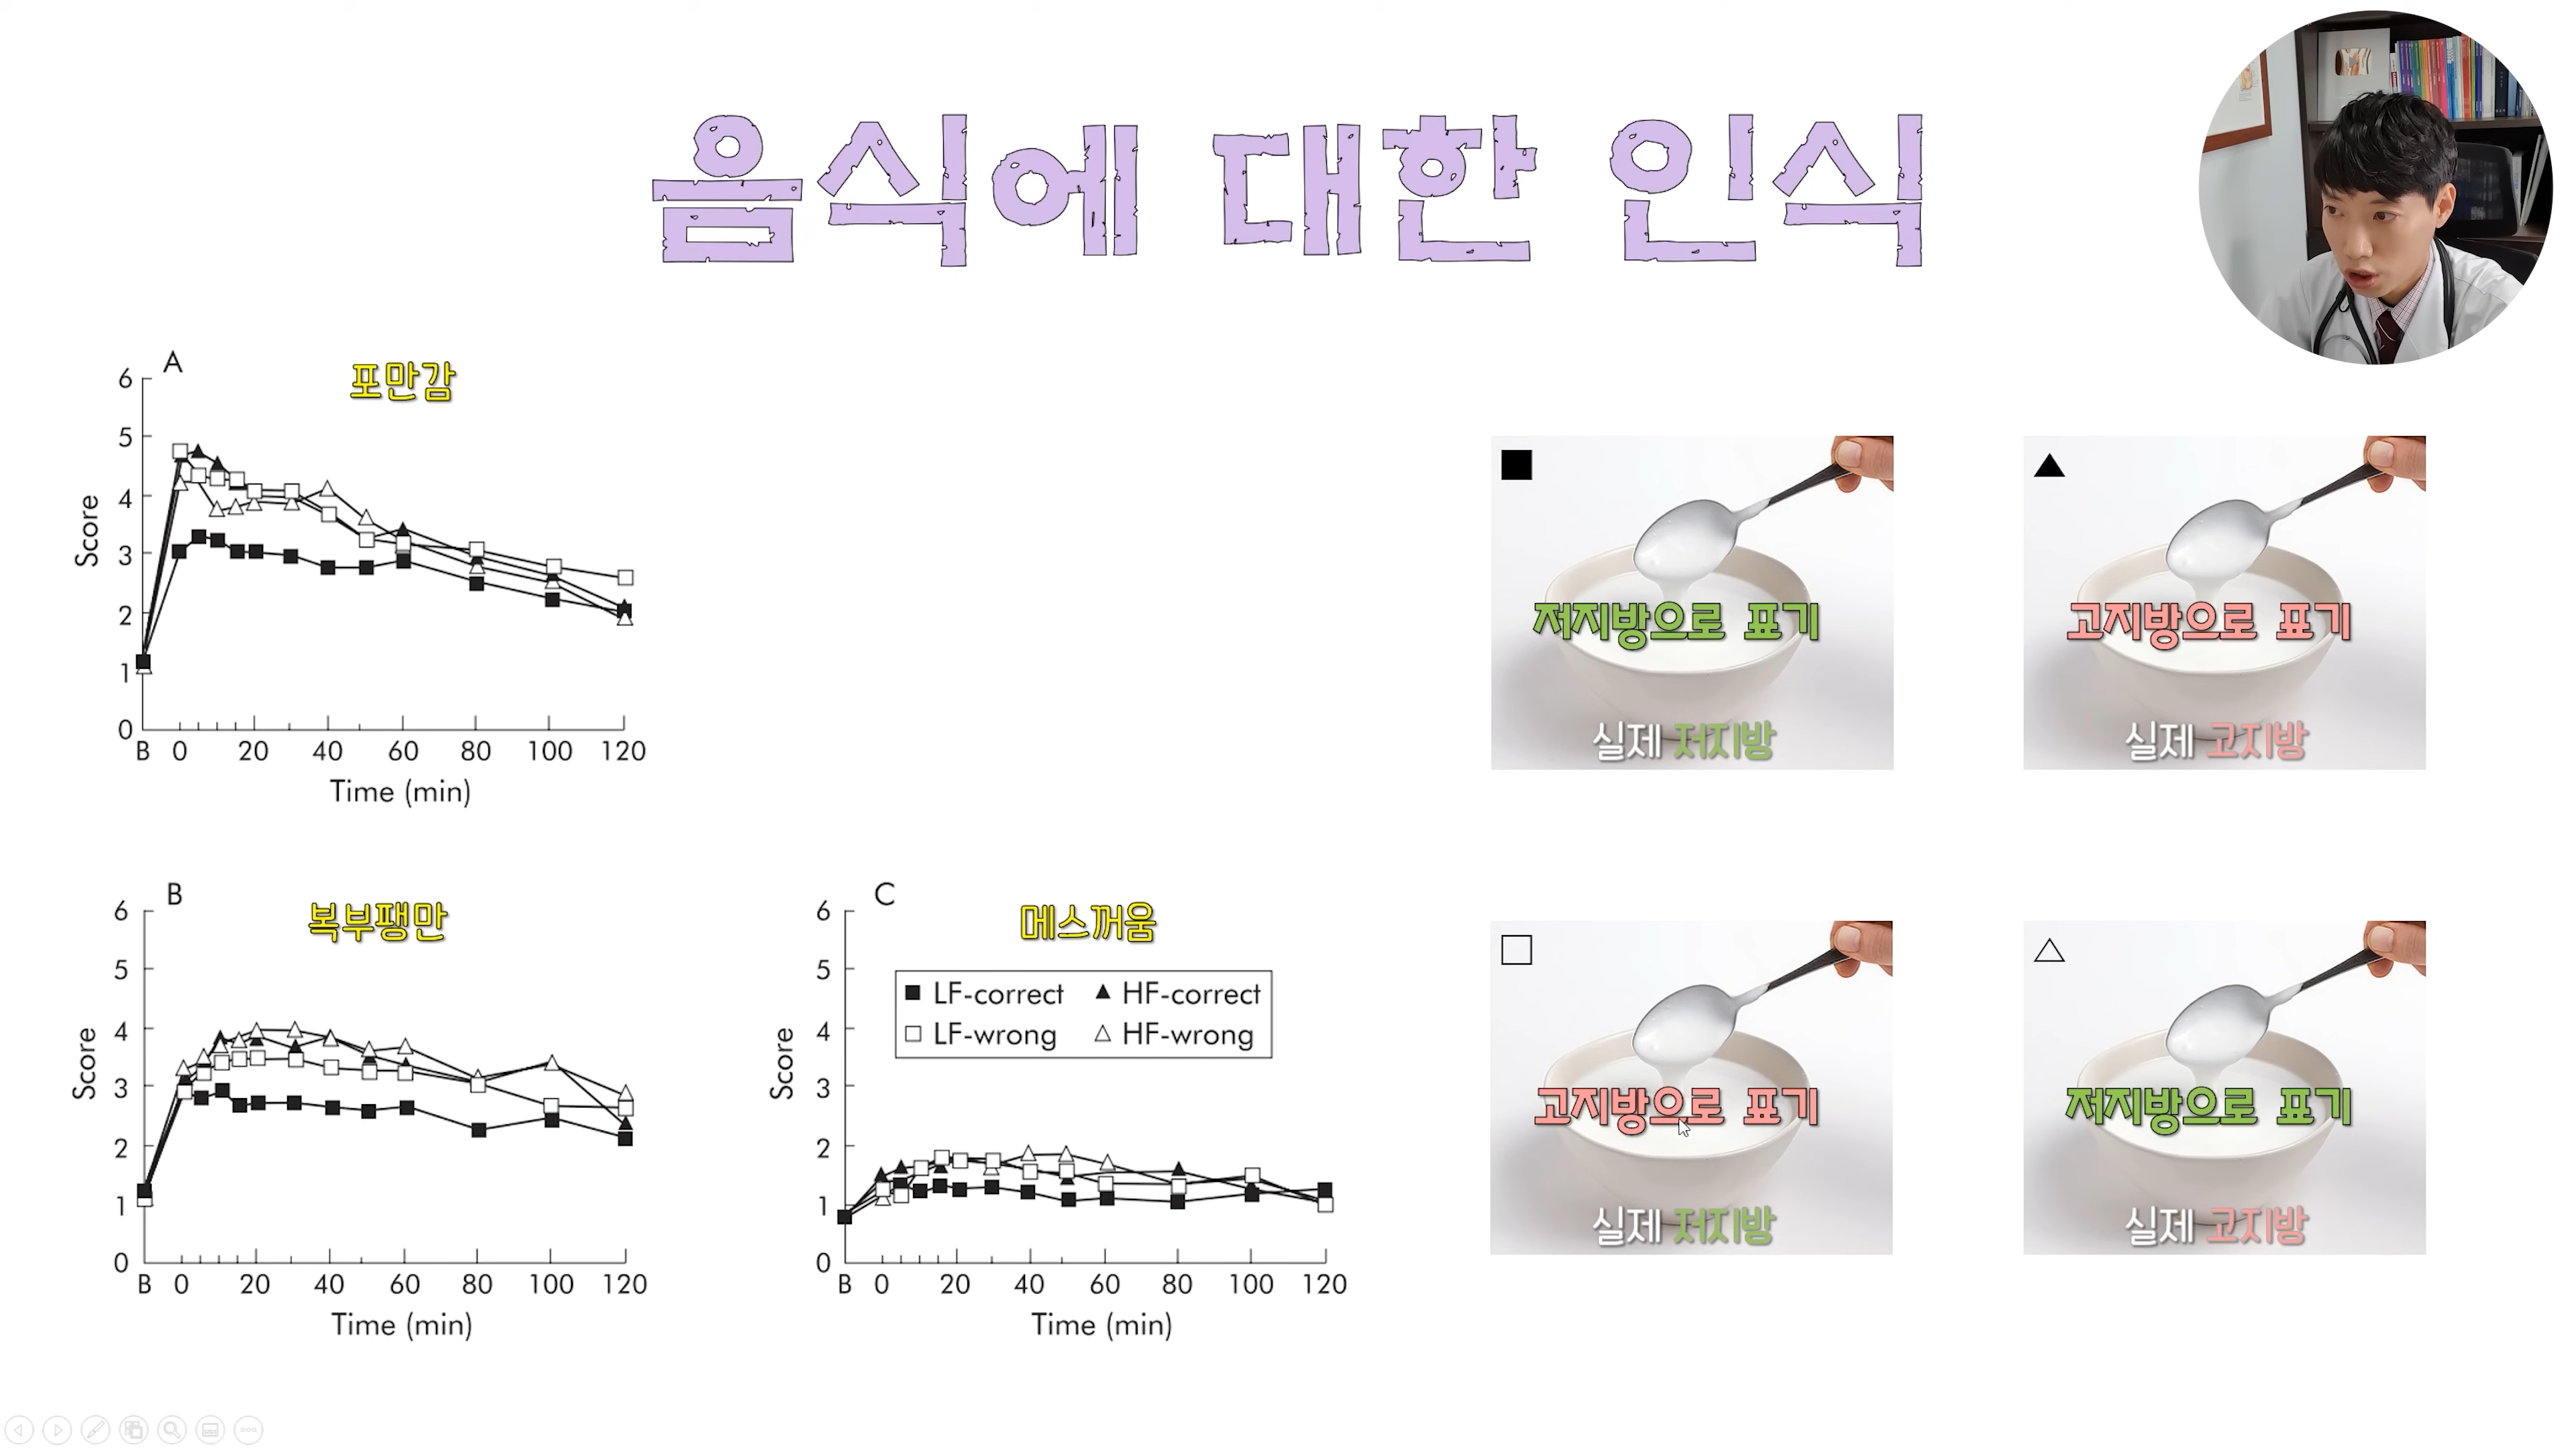 음식에 대한 인식
A
포만감
6
5
4
3
2
1
0
Score
B 0 20 40 60 80 100 120
Time (min)
저지방으로 표기
실제 저지방
고지방으로 표기
실제 고지방
B
복부팽만
6
5
4
3
2
1
0
Score
B 0 20 40 60 80 100 120
Time (min)
C
메스꺼움
LF-correct HF-correct
LF-wrong HF-wrong
6
5
4
3
2
1
0
Score
B 0 20 40 60 80 100 120
Time (min)
고지방으로 표기
실제 저지방
저지방으로 표기
실제 고지방